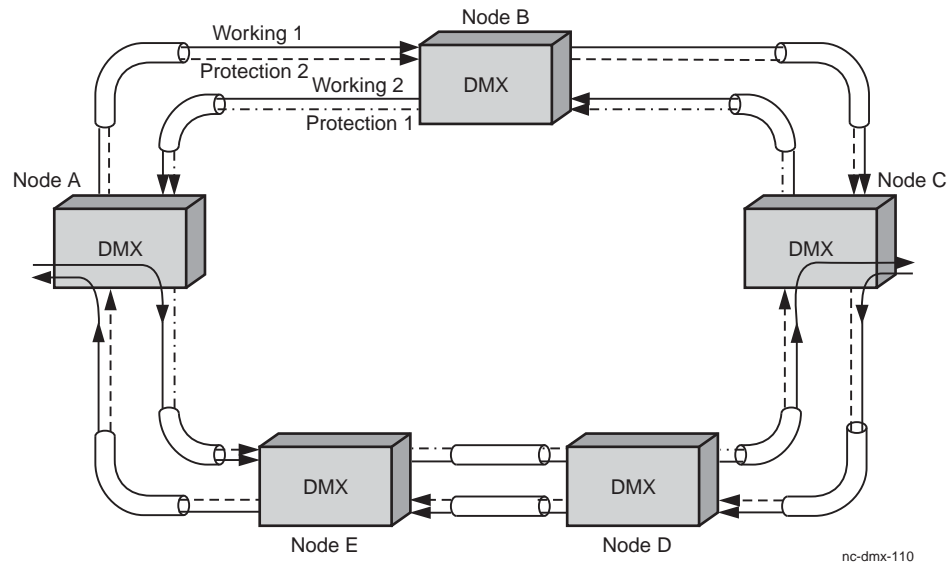 Node B
Working 1
Protection 2
DMX
Working 2
Protection 1
Node A
Node C
DMX
DMX
DMX
DMX
Node E
Node D
nc-dmx-110